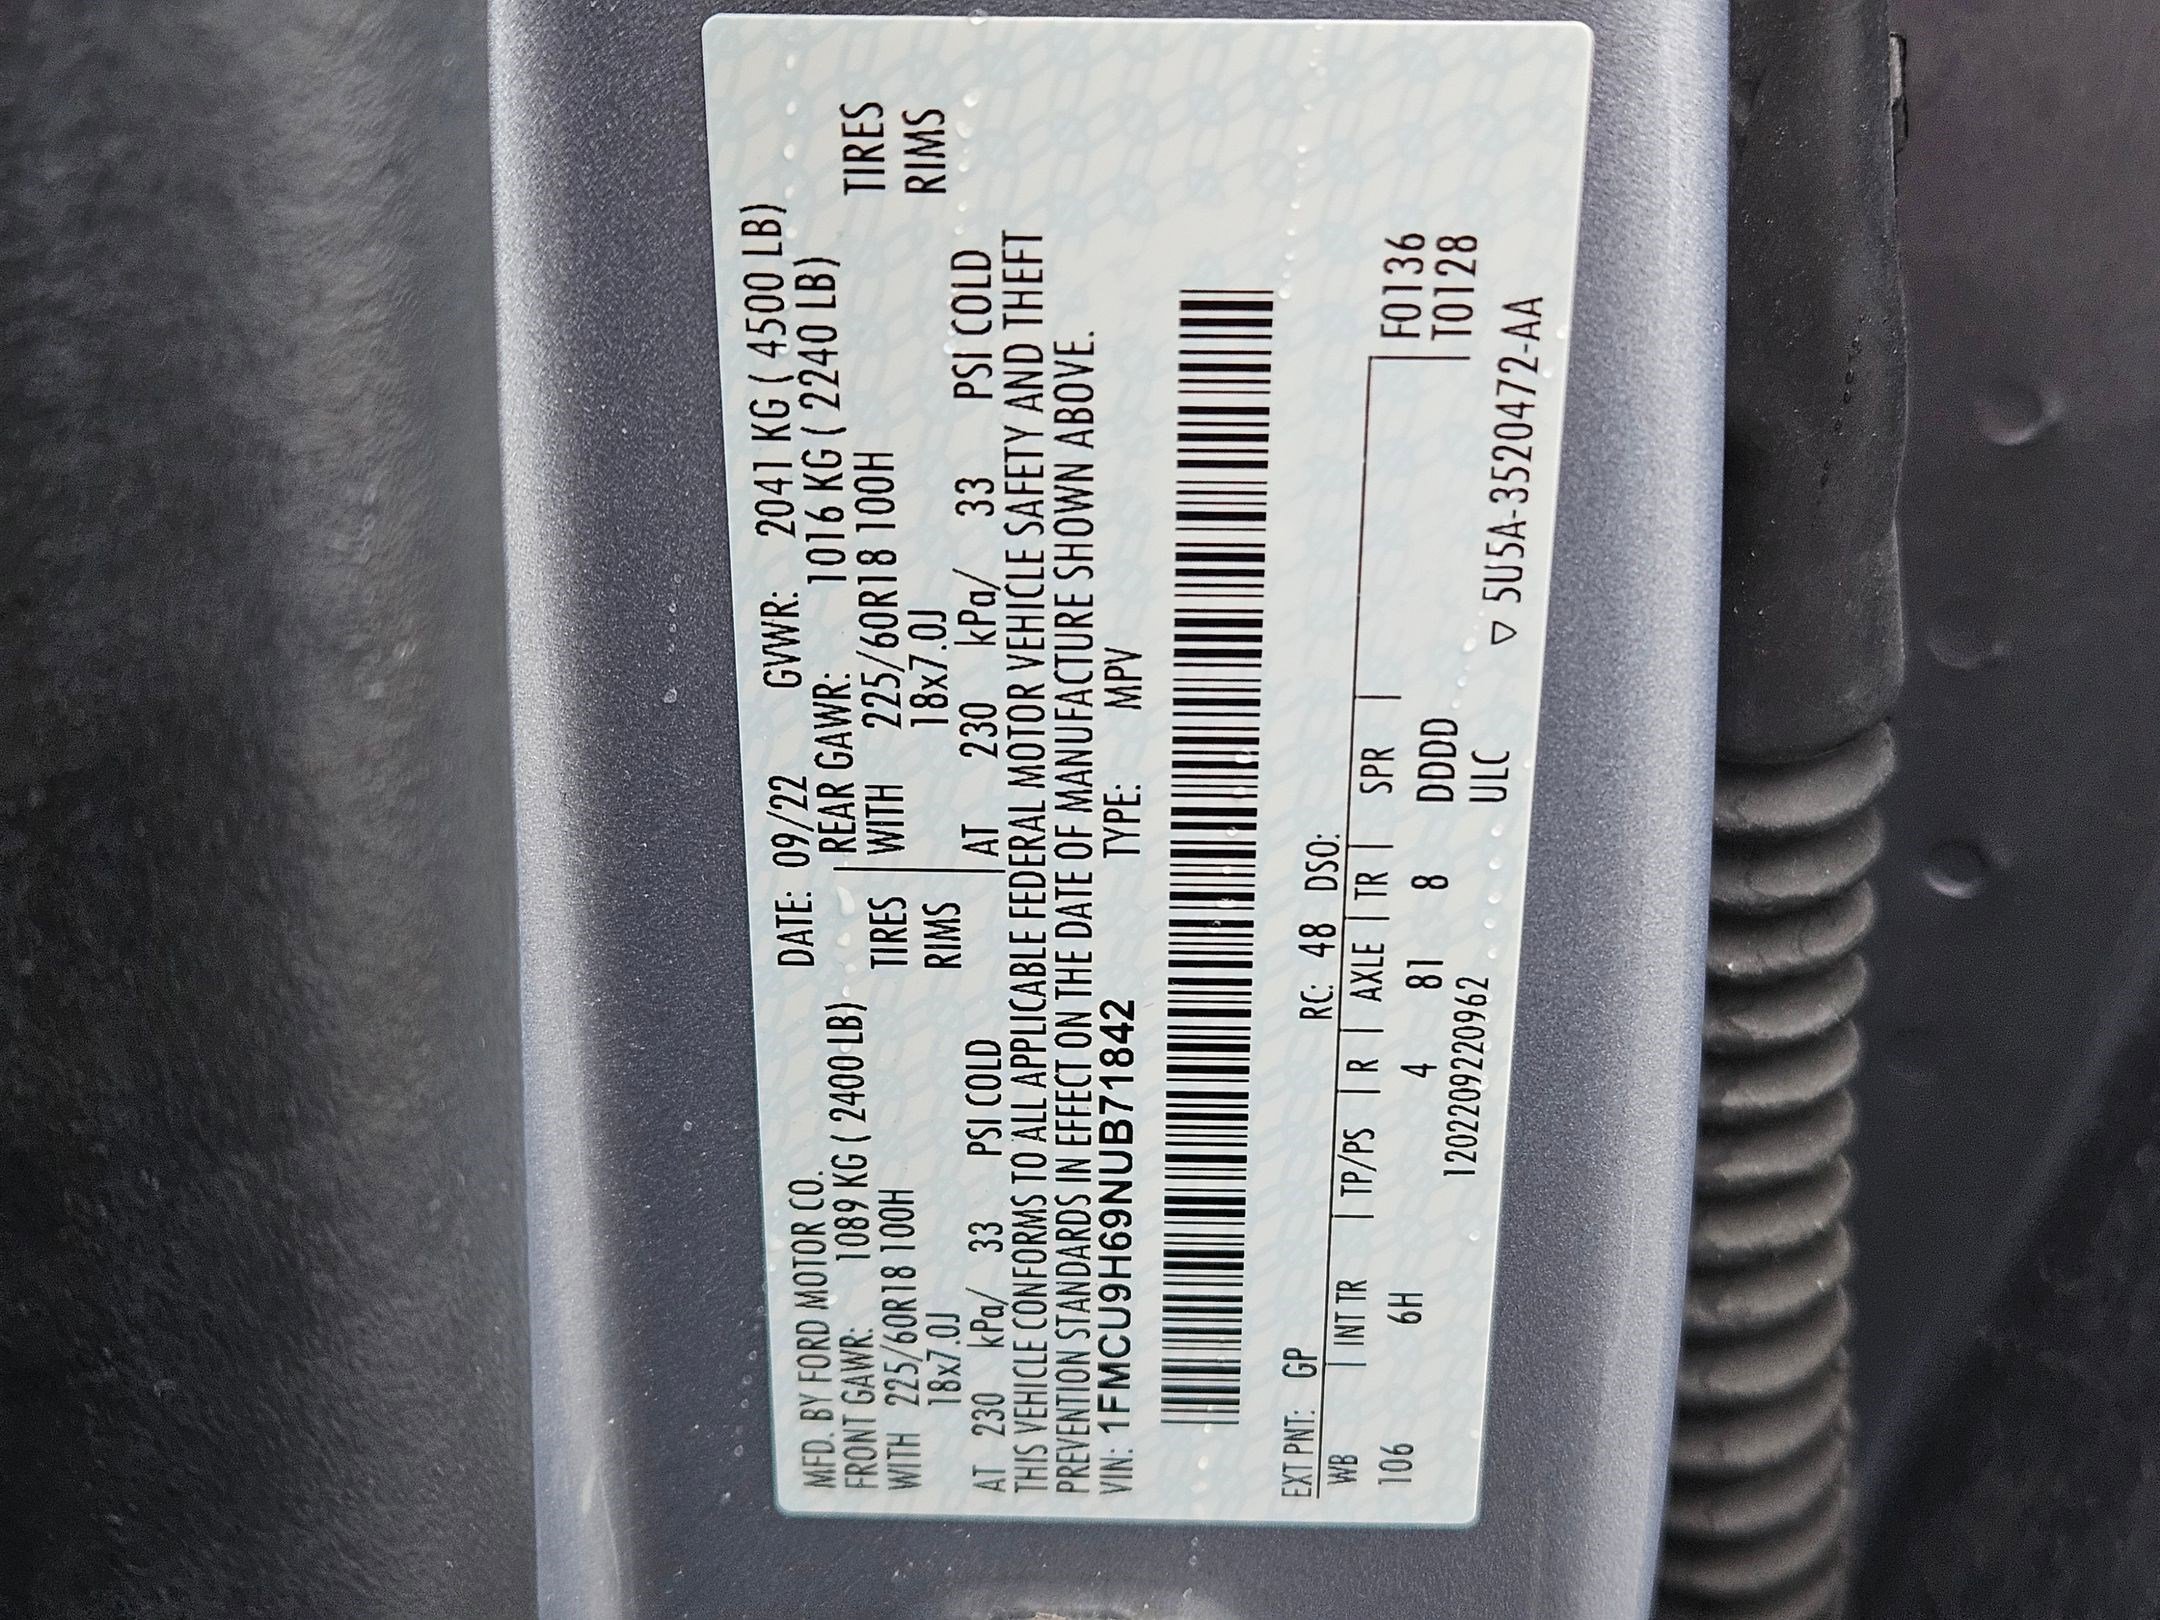 MFD. BY FORD MOTOR CO. DATE: 09/22 GVWR: 2041 KG ( 4500 LB)
FRONT GAWR: 1089 KG ( 2400 LB) REAR GAWR: 1016 KG ( 2240 LB)
WITH 225/60R18 100H TIRES WITH 225/60R18 100H TIRES
18x7.0J RIMS 18x7.0J RIMS
AT 230 kPa/ 33 PSI COLD AT 230 kPa/ 33 PSI COLD
THIS VEHICLE CONFORMS TO ALL APPLICABLE FEDERAL MOTOR VEHICLE SAFETY AND THEFT
PREVENTION STANDARDS IN EFFECT ON THE DATE OF MANUFACTURE SHOWN ABOVE.
VIN: 1FMCU9H69NUB71842 TYPE: MPV
EXT PNT: GP RC: 48 DSO:
WB | INT TR | TP/PS | R | AXLE | TR | SPR | F0136
106 6H 4 81 8 DDDD T0128
1202209220962 ULC
▽ 5U5A-3520472-AA